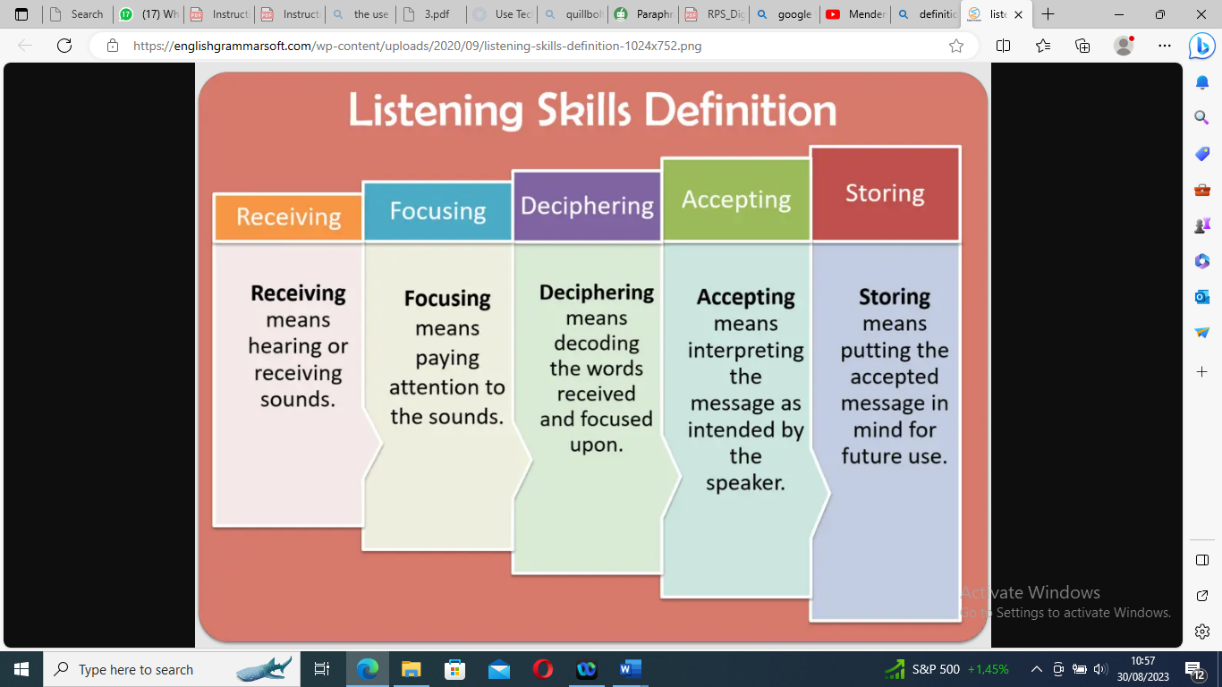 Search
(17) Wh
Instruct
Instruct
the use
3.pdf
Use Tec
quillbol
Paraphr
RPS_Dig
google
Mender
definitic
liste
https://englishgrammarsoft.com/wp-content/uploads/2020/09/listening-skills-definition-1024x752.png
Listening Skills Definition
Receiving
Focusing
Deciphering
Accepting
Storing
Receiving
means
hearing or
receiving
sounds.
Focusing
means
paying
attention to
the sounds.
Deciphering
means
decoding
the words
received
and focused
upon.
Accepting
means
interpreting
the
message as
intended by
the
speaker.
Storing
means
putting the
accepted
message in
mind for
future use.
Activate Windows
Go to Settings to activate Windows.
Type here to search
S&P 500 +1,45%
10:57
30/08/2023
12